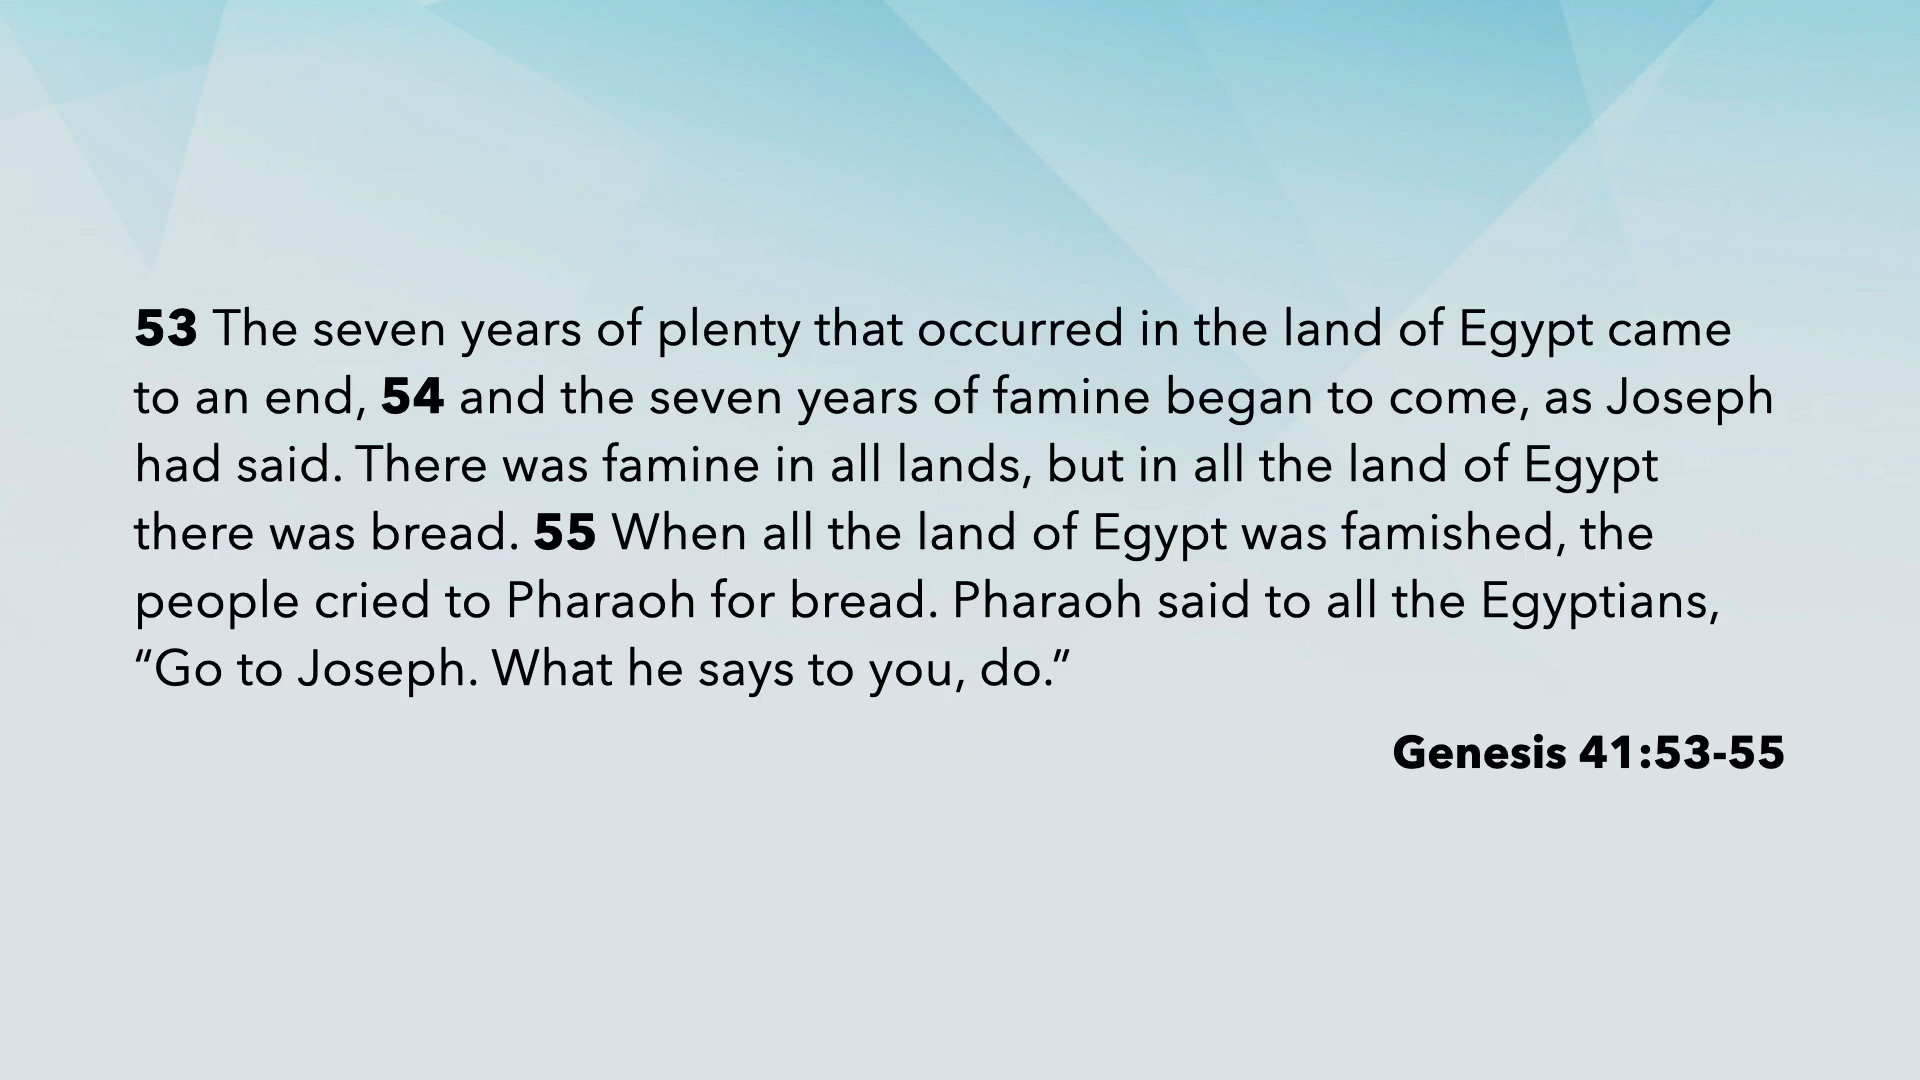 53 The seven years of plenty that occurred in the land of Egypt came
to an end, 54 and the seven years of famine began to come, as Joseph
had said. There was famine in all lands, but in all the land of Egypt
there was bread. 55 When all the land of Egypt was famished, the
people cried to Pharaoh for bread. Pharaoh said to all the Egyptians,
“Go to Joseph. What he says to you, do.”
Genesis 41:53-55